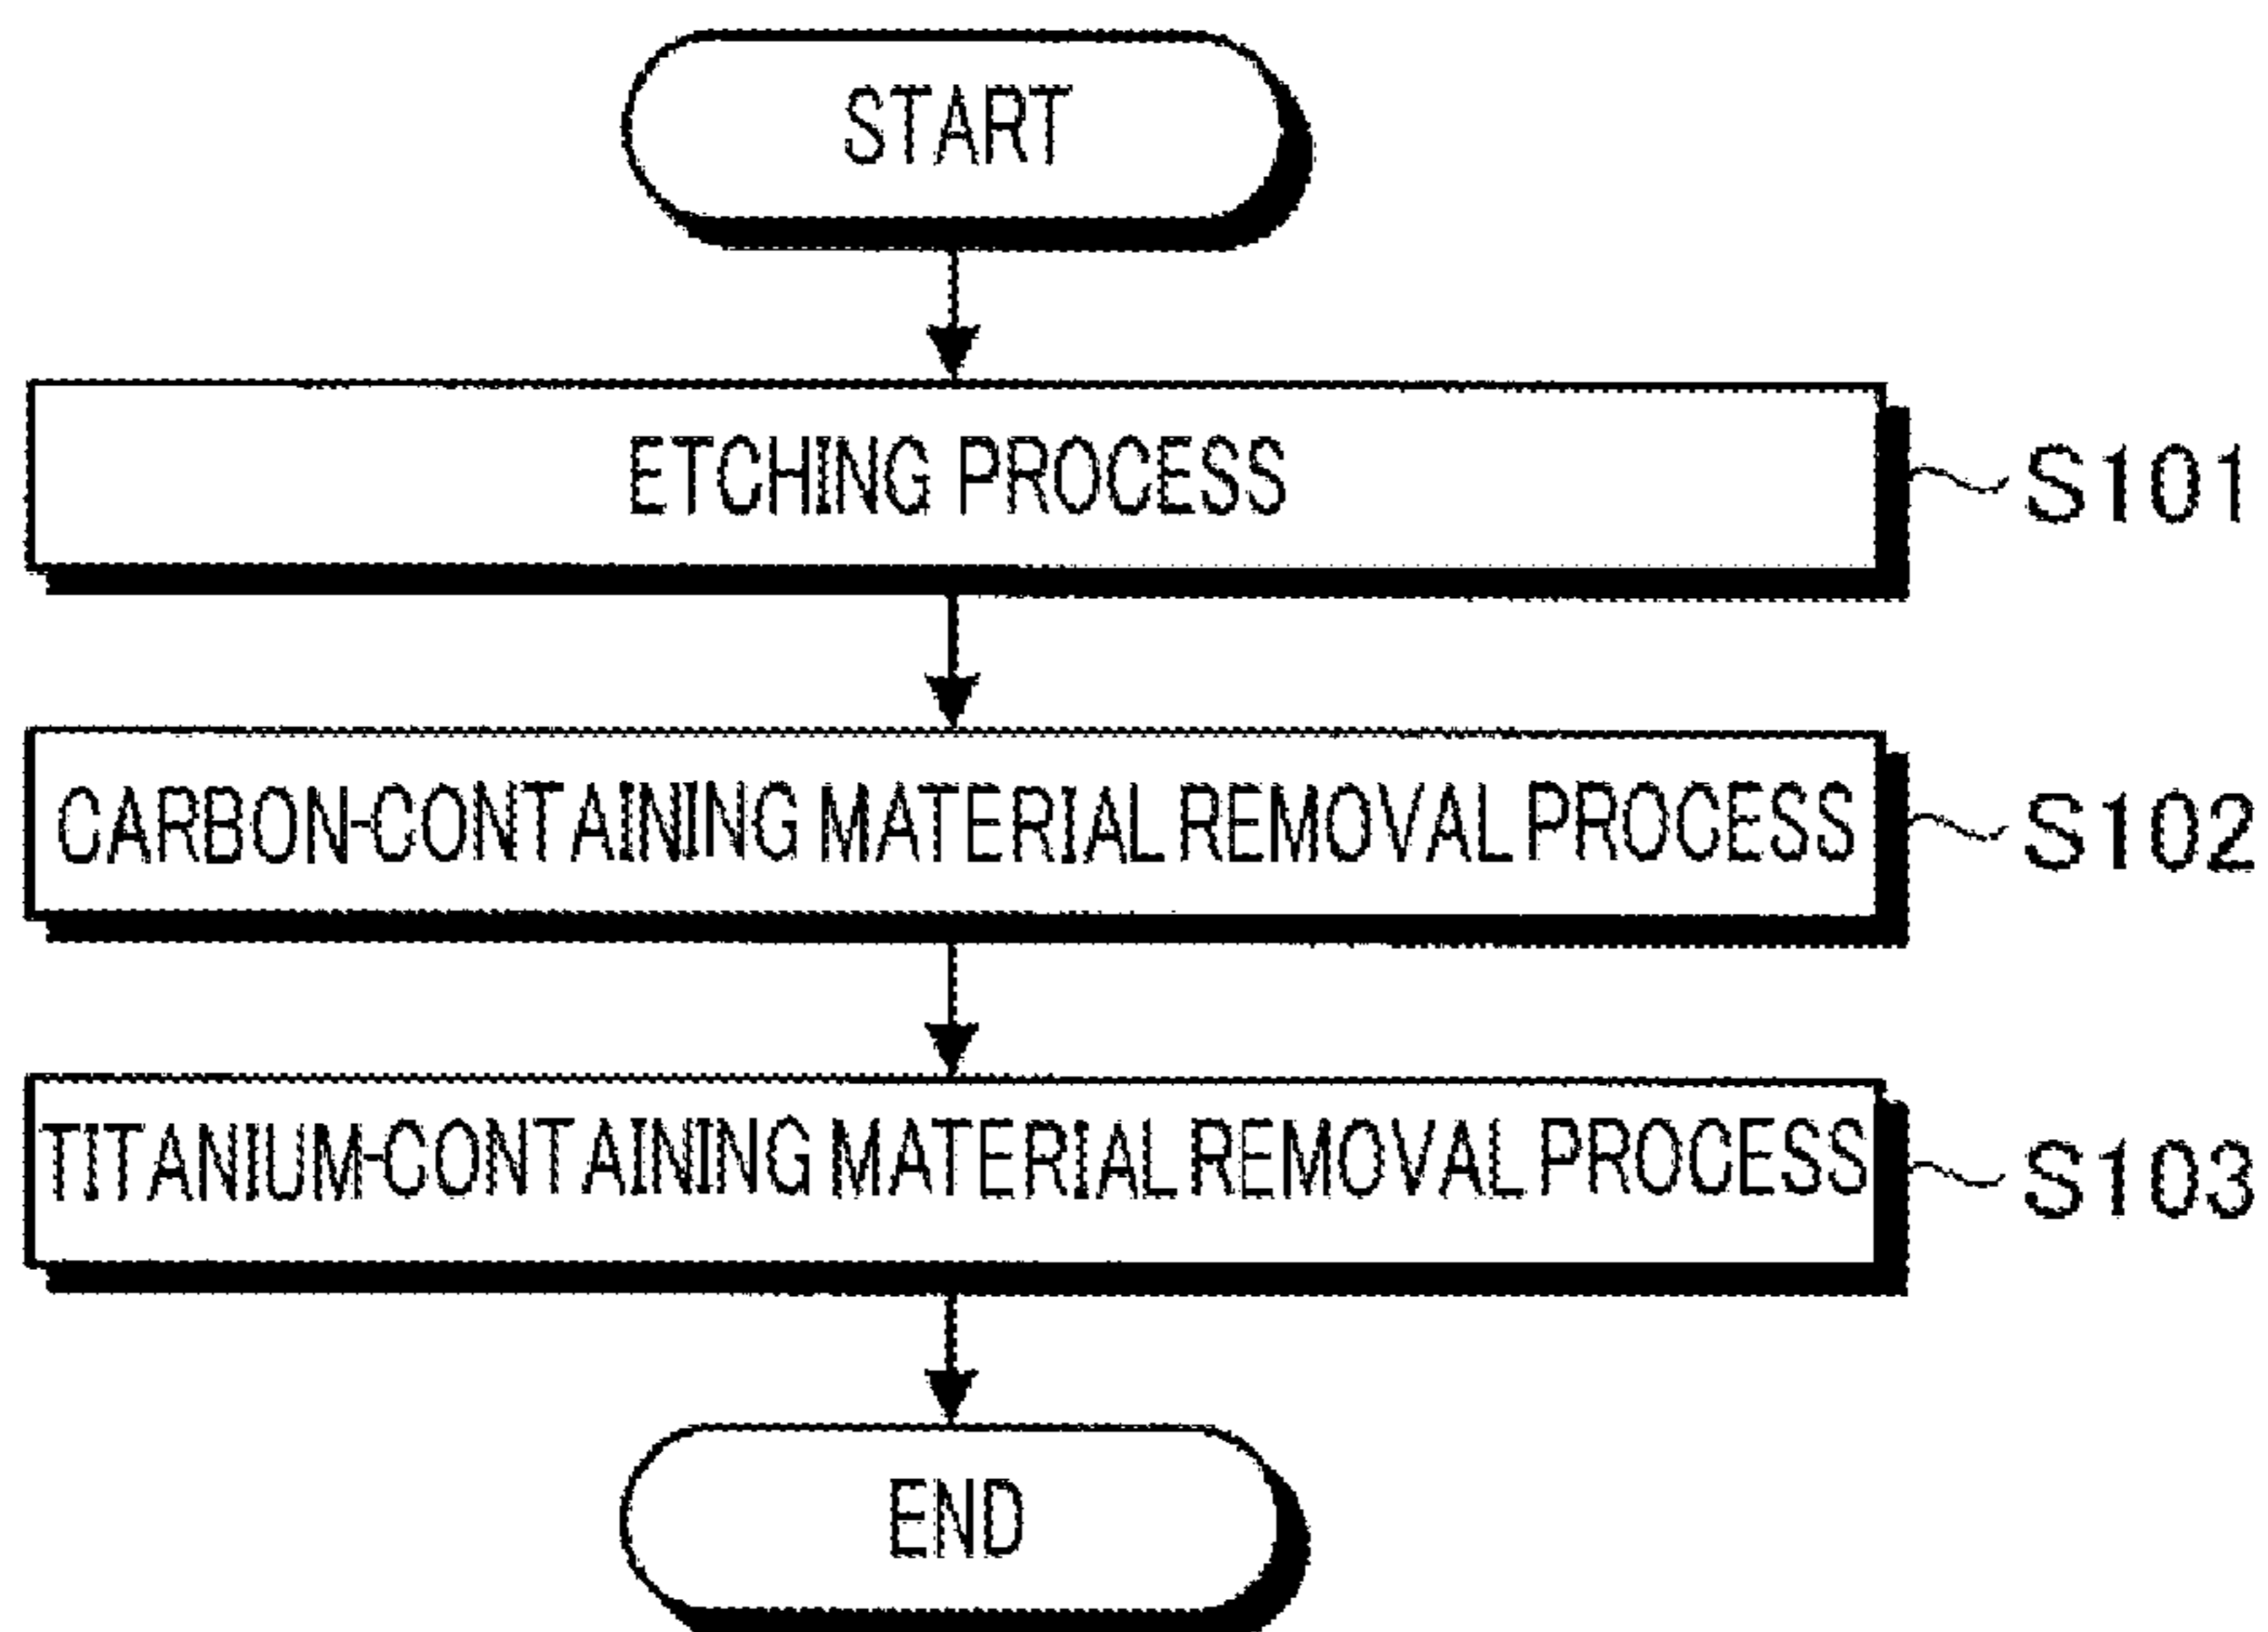 START
ETCHING PROCESS S101
CARBON-CONTAINING MATERIAL REMOVAL PROCESS S102
TITANIUM-CONTAINING MATERIAL REMOVAL PROCESS S103
END